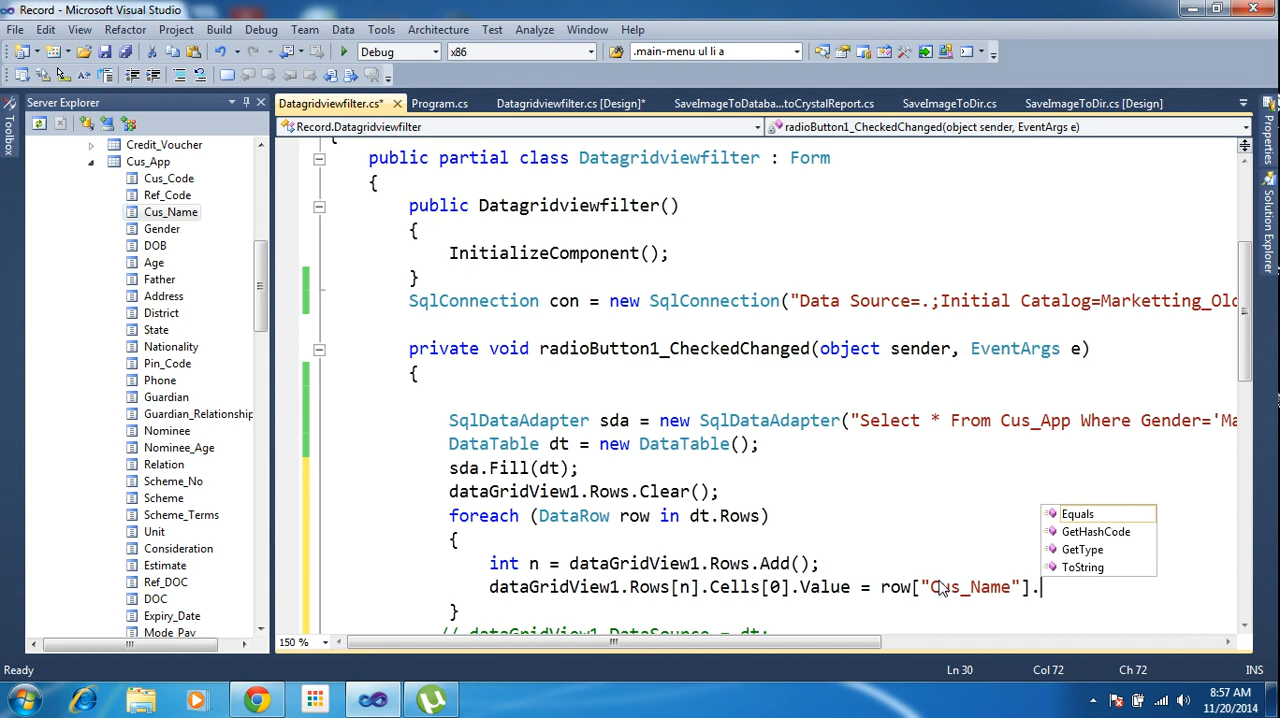 Record - Microsoft Visual Studio
File Edit View Refactor Project Build Debug Team Data Tools Architecture Test Analyze Window Help
Debug x86 .main-menu ul li a
Server Explorer
Datagridviewfilter.cs* Program.cs Datagridviewfilter.cs [Design]* SaveImageToDataba...toCrystalReport.cs SaveImageToDir.cs SaveImageToDir.cs [Design]
Record.Datagridviewfilter radioButton1_CheckedChanged(object sender, EventArgs e)
Toolbox
Properties
Solution Explorer
Credit_Voucher
Cus_App
Cus_Code
Ref_Code
Cus_Name
Gender
DOB
Age
Father
Address
District
State
Nationality
Pin_Code
Phone
Guardian
Guardian_Relationship
Nominee
Nominee_Age
Relation
Scheme_No
Scheme
Scheme_Terms
Unit
Consideration
Estimate
Ref_DOC
DOC
Expiry_Date
Mode_Pay
{
public partial class Datagridviewfilter : Form
{
public Datagridviewfilter()
{
InitializeComponent();
}
SqlConnection con = new SqlConnection("Data Source=.;Initial Catalog=Marketting_Old
private void radioButton1_CheckedChanged(object sender, EventArgs e)
{
SqlDataAdapter sda = new SqlDataAdapter("Select * From Cus_App Where Gender='Ma
DataTable dt = new DataTable();
sda.Fill(dt);
dataGridView1.Rows.Clear();
foreach (DataRow row in dt.Rows)
{
int n = dataGridView1.Rows.Add();
dataGridView1.Rows[n].Cells[0].Value = row["Cus_Name"].
}
// dataGridView1.DataSource = dt;
Equals
GetHashCode
GetType
ToString
150 %
Ready Ln 30 Col 72 Ch 72 INS
8:57 AM
11/20/2014